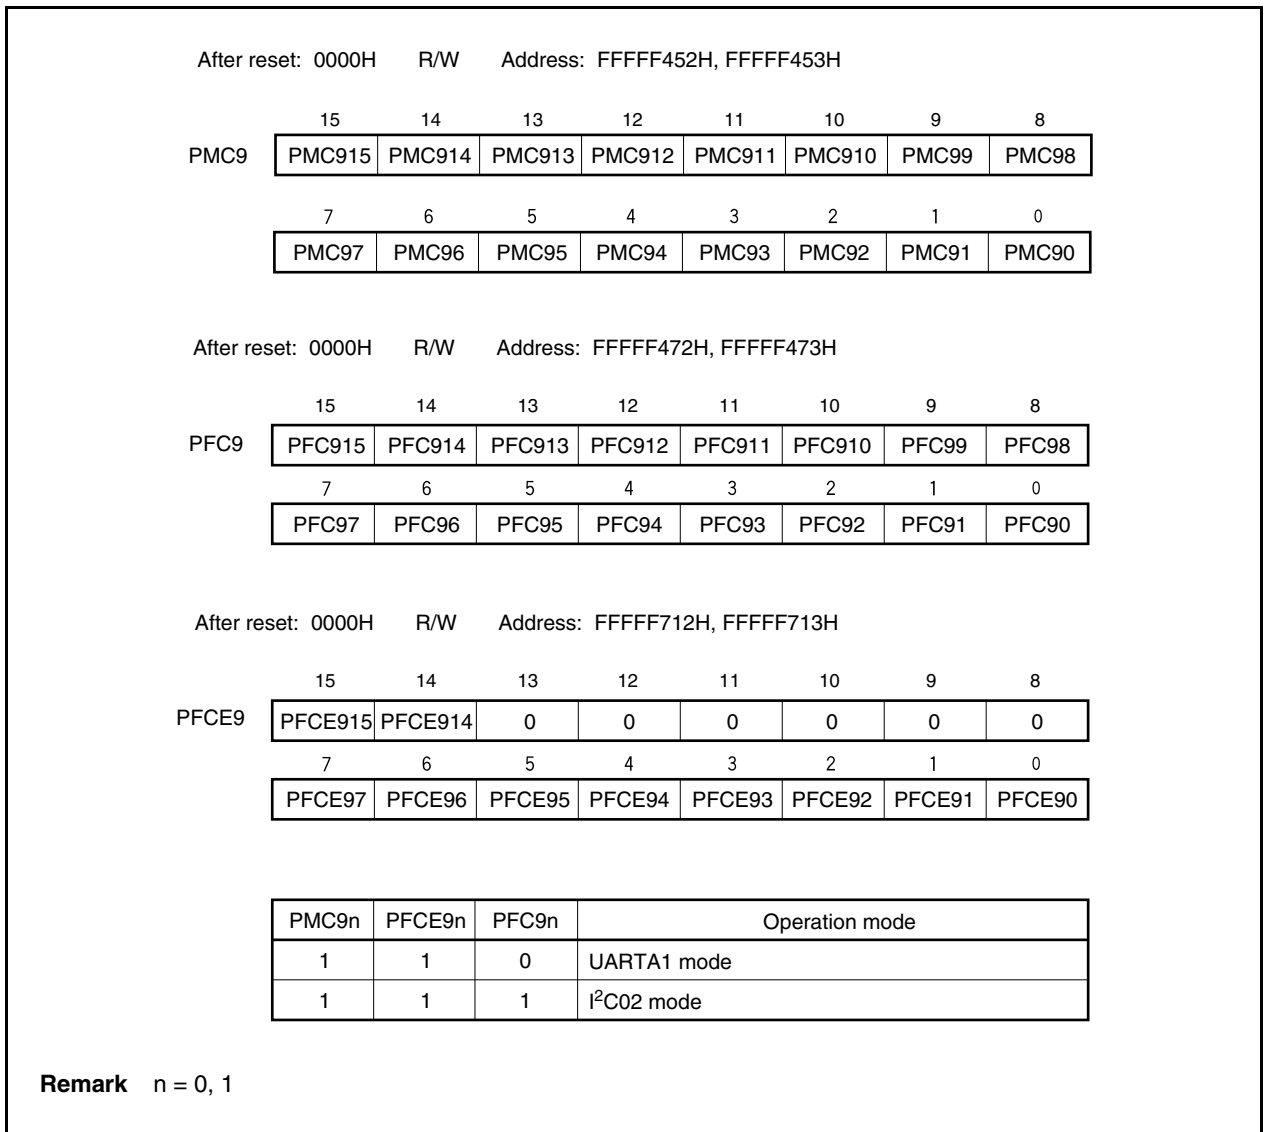 After reset: 0000H R/W Address: FFFFF452H, FFFFF453H
15 14 13 12 11 10 9 8
PMC9 PMC915 PMC914 PMC913 PMC912 PMC911 PMC910 PMC99 PMC98
7 6 5 4 3 2 1 0
PMC97 PMC96 PMC95 PMC94 PMC93 PMC92 PMC91 PMC90
After reset: 0000H R/W Address: FFFFF472H, FFFFF473H
15 14 13 12 11 10 9 8
PFC9 PFC915 PFC914 PFC913 PFC912 PFC911 PFC910 PFC99 PFC98
7 6 5 4 3 2 1 0
PFC97 PFC96 PFC95 PFC94 PFC93 PFC92 PFC91 PFC90
After reset: 0000H R/W Address: FFFFF712H, FFFFF713H
15 14 13 12 11 10 9 8
PFCE9 PFCE915 PFCE914 0 0 0 0 0 0
7 6 5 4 3 2 1 0
PFCE97 PFCE96 PFCE95 PFCE94 PFCE93 PFCE92 PFCE91 PFCE90
PMC9n PFCE9n PFC9n Operation mode
1 1 0 UARTA1 mode
1 1 1 I²C02 mode
Remark n = 0, 1